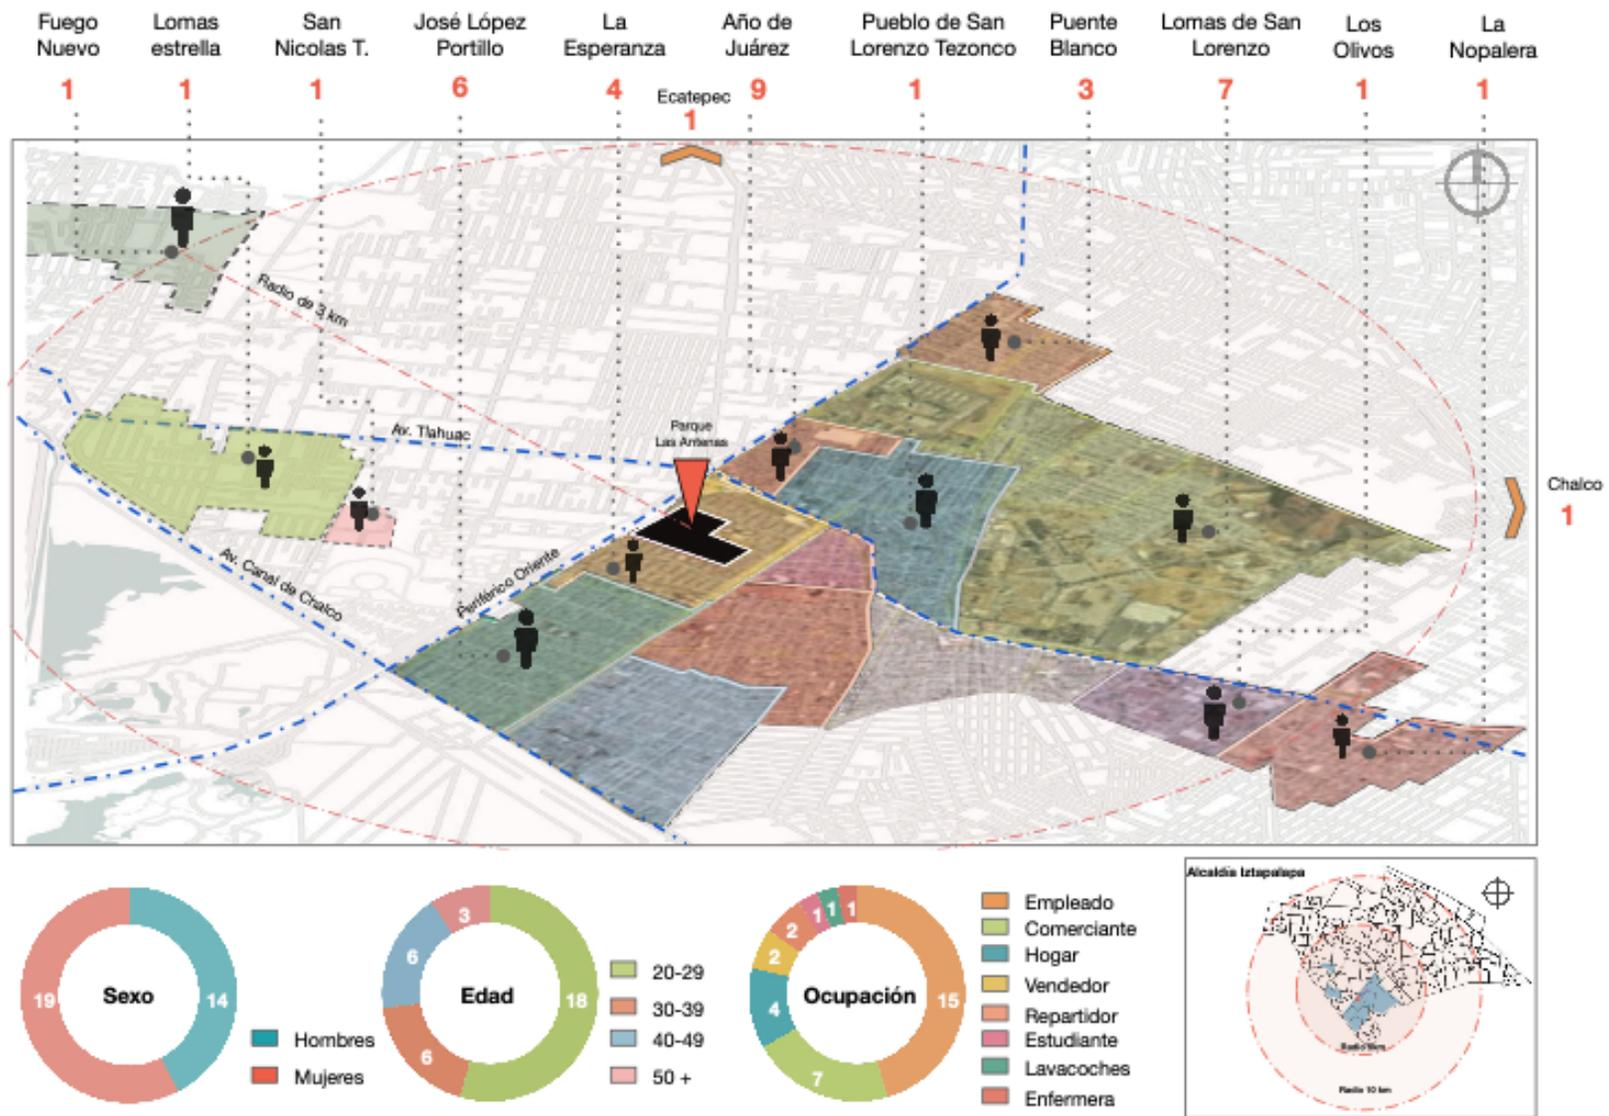 Fuego
Nuevo
1
Lomas
estrella
1
San
Nicolas T.
1
José López
Portillo
6
La
Esperanza
4
Ecatepec
1
Año de
Juárez
9
Pueblo de San
Lorenzo Tezonco
1
Puente
Blanco
3
Lomas de San
Lorenzo
7
Los
Olivos
1
La
Nopalera
1
Radio de 3 km
Av. Tlahuac
Parque
Las Antenas
Av. Canal de Chalco
Periférico Oriente
Chalco
1
Sexo
19
14
Hombres
Mujeres
Edad
3
6
6
18
20-29
30-39
40-49
50 +
Ocupación
1
1
1
2
2
4
7
15
Empleado
Comerciante
Hogar
Vendedor
Repartidor
Estudiante
Lavacoches
Enfermera
Alcaldía Iztapalapa
Radio 10 km